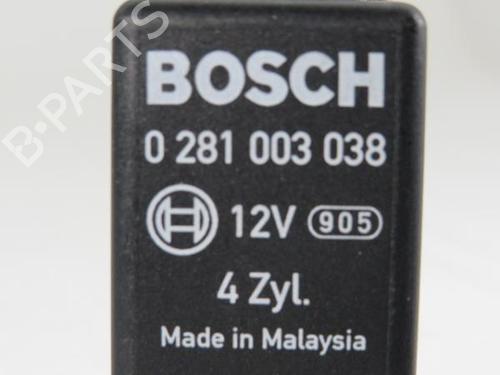 B-PARTS
BOSCH
0 281 003 038
12V 905
4 Zyl.
Made in Malaysia